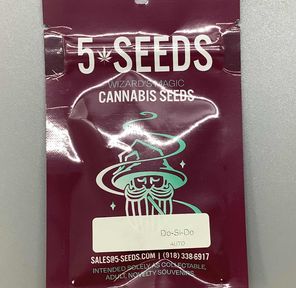 5 SEEDS
WIZARD'S MAGIC
CANNABIS SEEDS
Do-Si-Do
AUTO
SALES@5-SEEDS.COM | (918) 338-6917
INTENDED SOLELY AS COLLECTABLE,
ADULT, NOVELTY SOUVENIRS